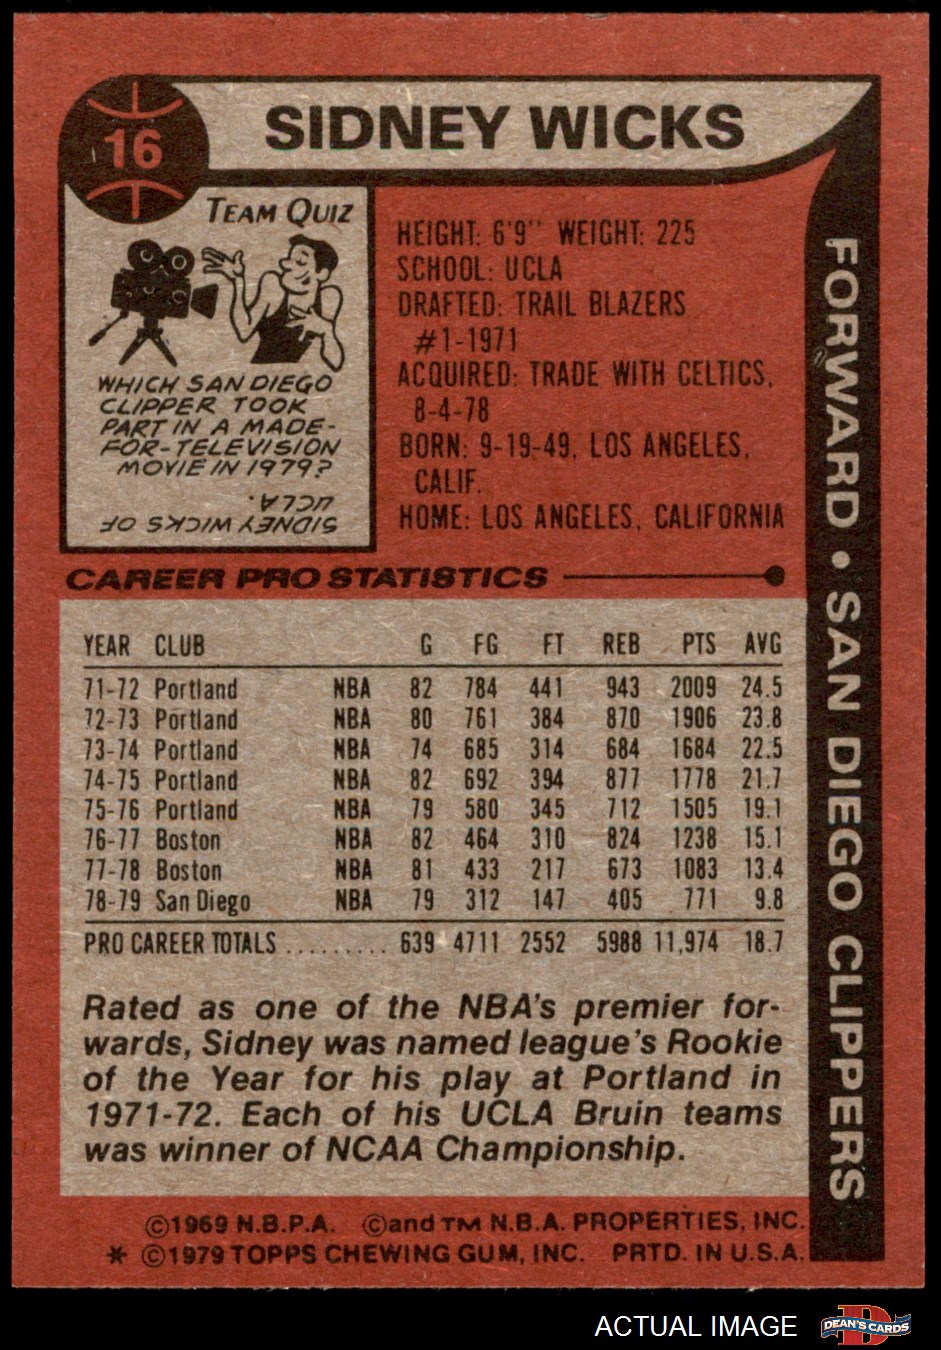 16
SIDNEY WICKS
TEAM QUIZ
WHICH SAN DIEGO
CLIPPER TOOK
PART IN A MADE-
FOR-TELEVISION
MOVIE IN 1979?
SIDNEY WICKS OF
UCLA.
HEIGHT: 6'9" WEIGHT: 225
SCHOOL: UCLA
DRAFTED: TRAIL BLAZERS
#1-1971
ACQUIRED: TRADE WITH CELTICS,
8-4-78
BORN: 9-19-49, LOS ANGELES,
CALIF.
HOME: LOS ANGELES, CALIFORNIA
FORWARD • SAN DIEGO CLIPPERS
CAREER PRO STATISTICS
YEAR CLUB G FG FT REB PTS AVG
71-72 Portland NBA 82 784 441 943 2009 24.5
72-73 Portland NBA 80 761 384 870 1906 23.8
73-74 Portland NBA 74 685 314 684 1684 22.5
74-75 Portland NBA 82 692 394 877 1778 21.7
75-76 Portland NBA 79 580 345 712 1505 19.1
76-77 Boston NBA 82 464 310 824 1238 15.1
77-78 Boston NBA 81 433 217 673 1083 13.4
78-79 San Diego NBA 79 312 147 405 771 9.8
PRO CAREER TOTALS ......... 639 4711 2552 5988 11,974 18.7
Rated as one of the NBA's premier for-
wards, Sidney was named league's Rookie
of the Year for his play at Portland in
1971-72. Each of his UCLA Bruin teams
was winner of NCAA Championship.
©1969 N.B.P.A. ©and TM N.B.A. PROPERTIES, INC.
* ©1979 TOPPS CHEWING GUM, INC. PRTD. IN U.S.A.
ACTUAL IMAGE
DEAN'S CARDS